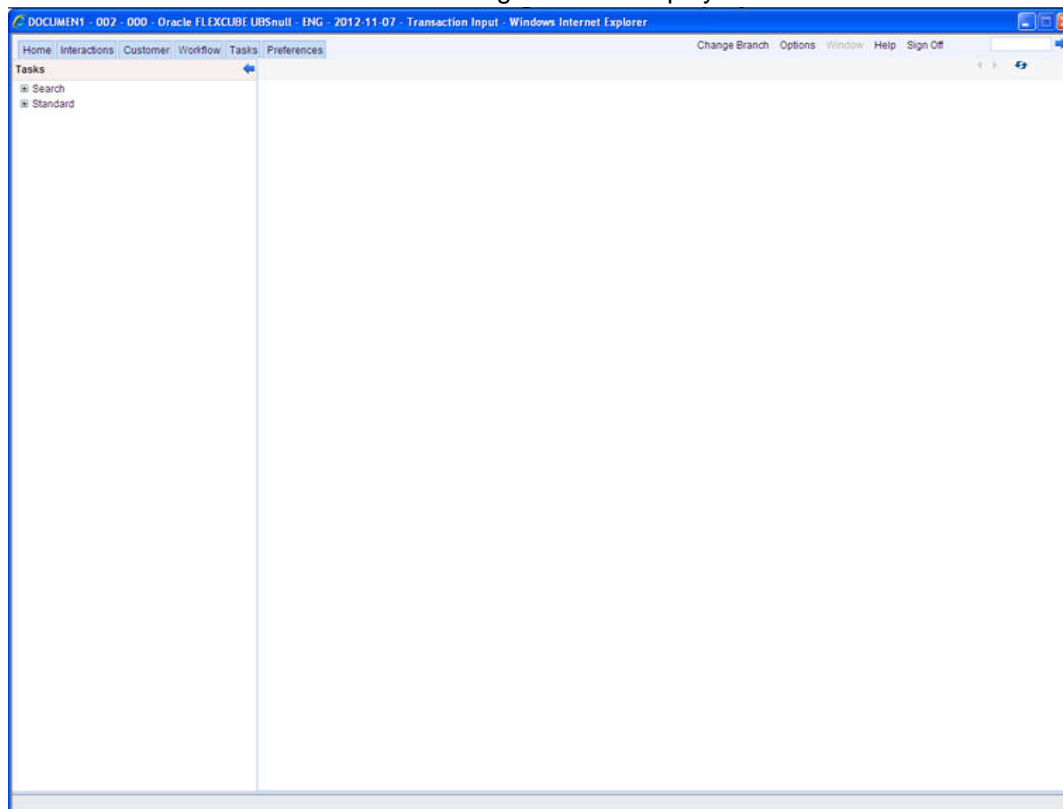 DOCUMENT1 - 002 - 000 - Oracle FLEXCUBE UBSnull - ENG - 2012-11-07 - Transaction Input - Windows Internet Explorer
Home Interactions Customer Workflow Tasks Preferences Change Branch Options Window Help Sign Off
Tasks
Search
Standard